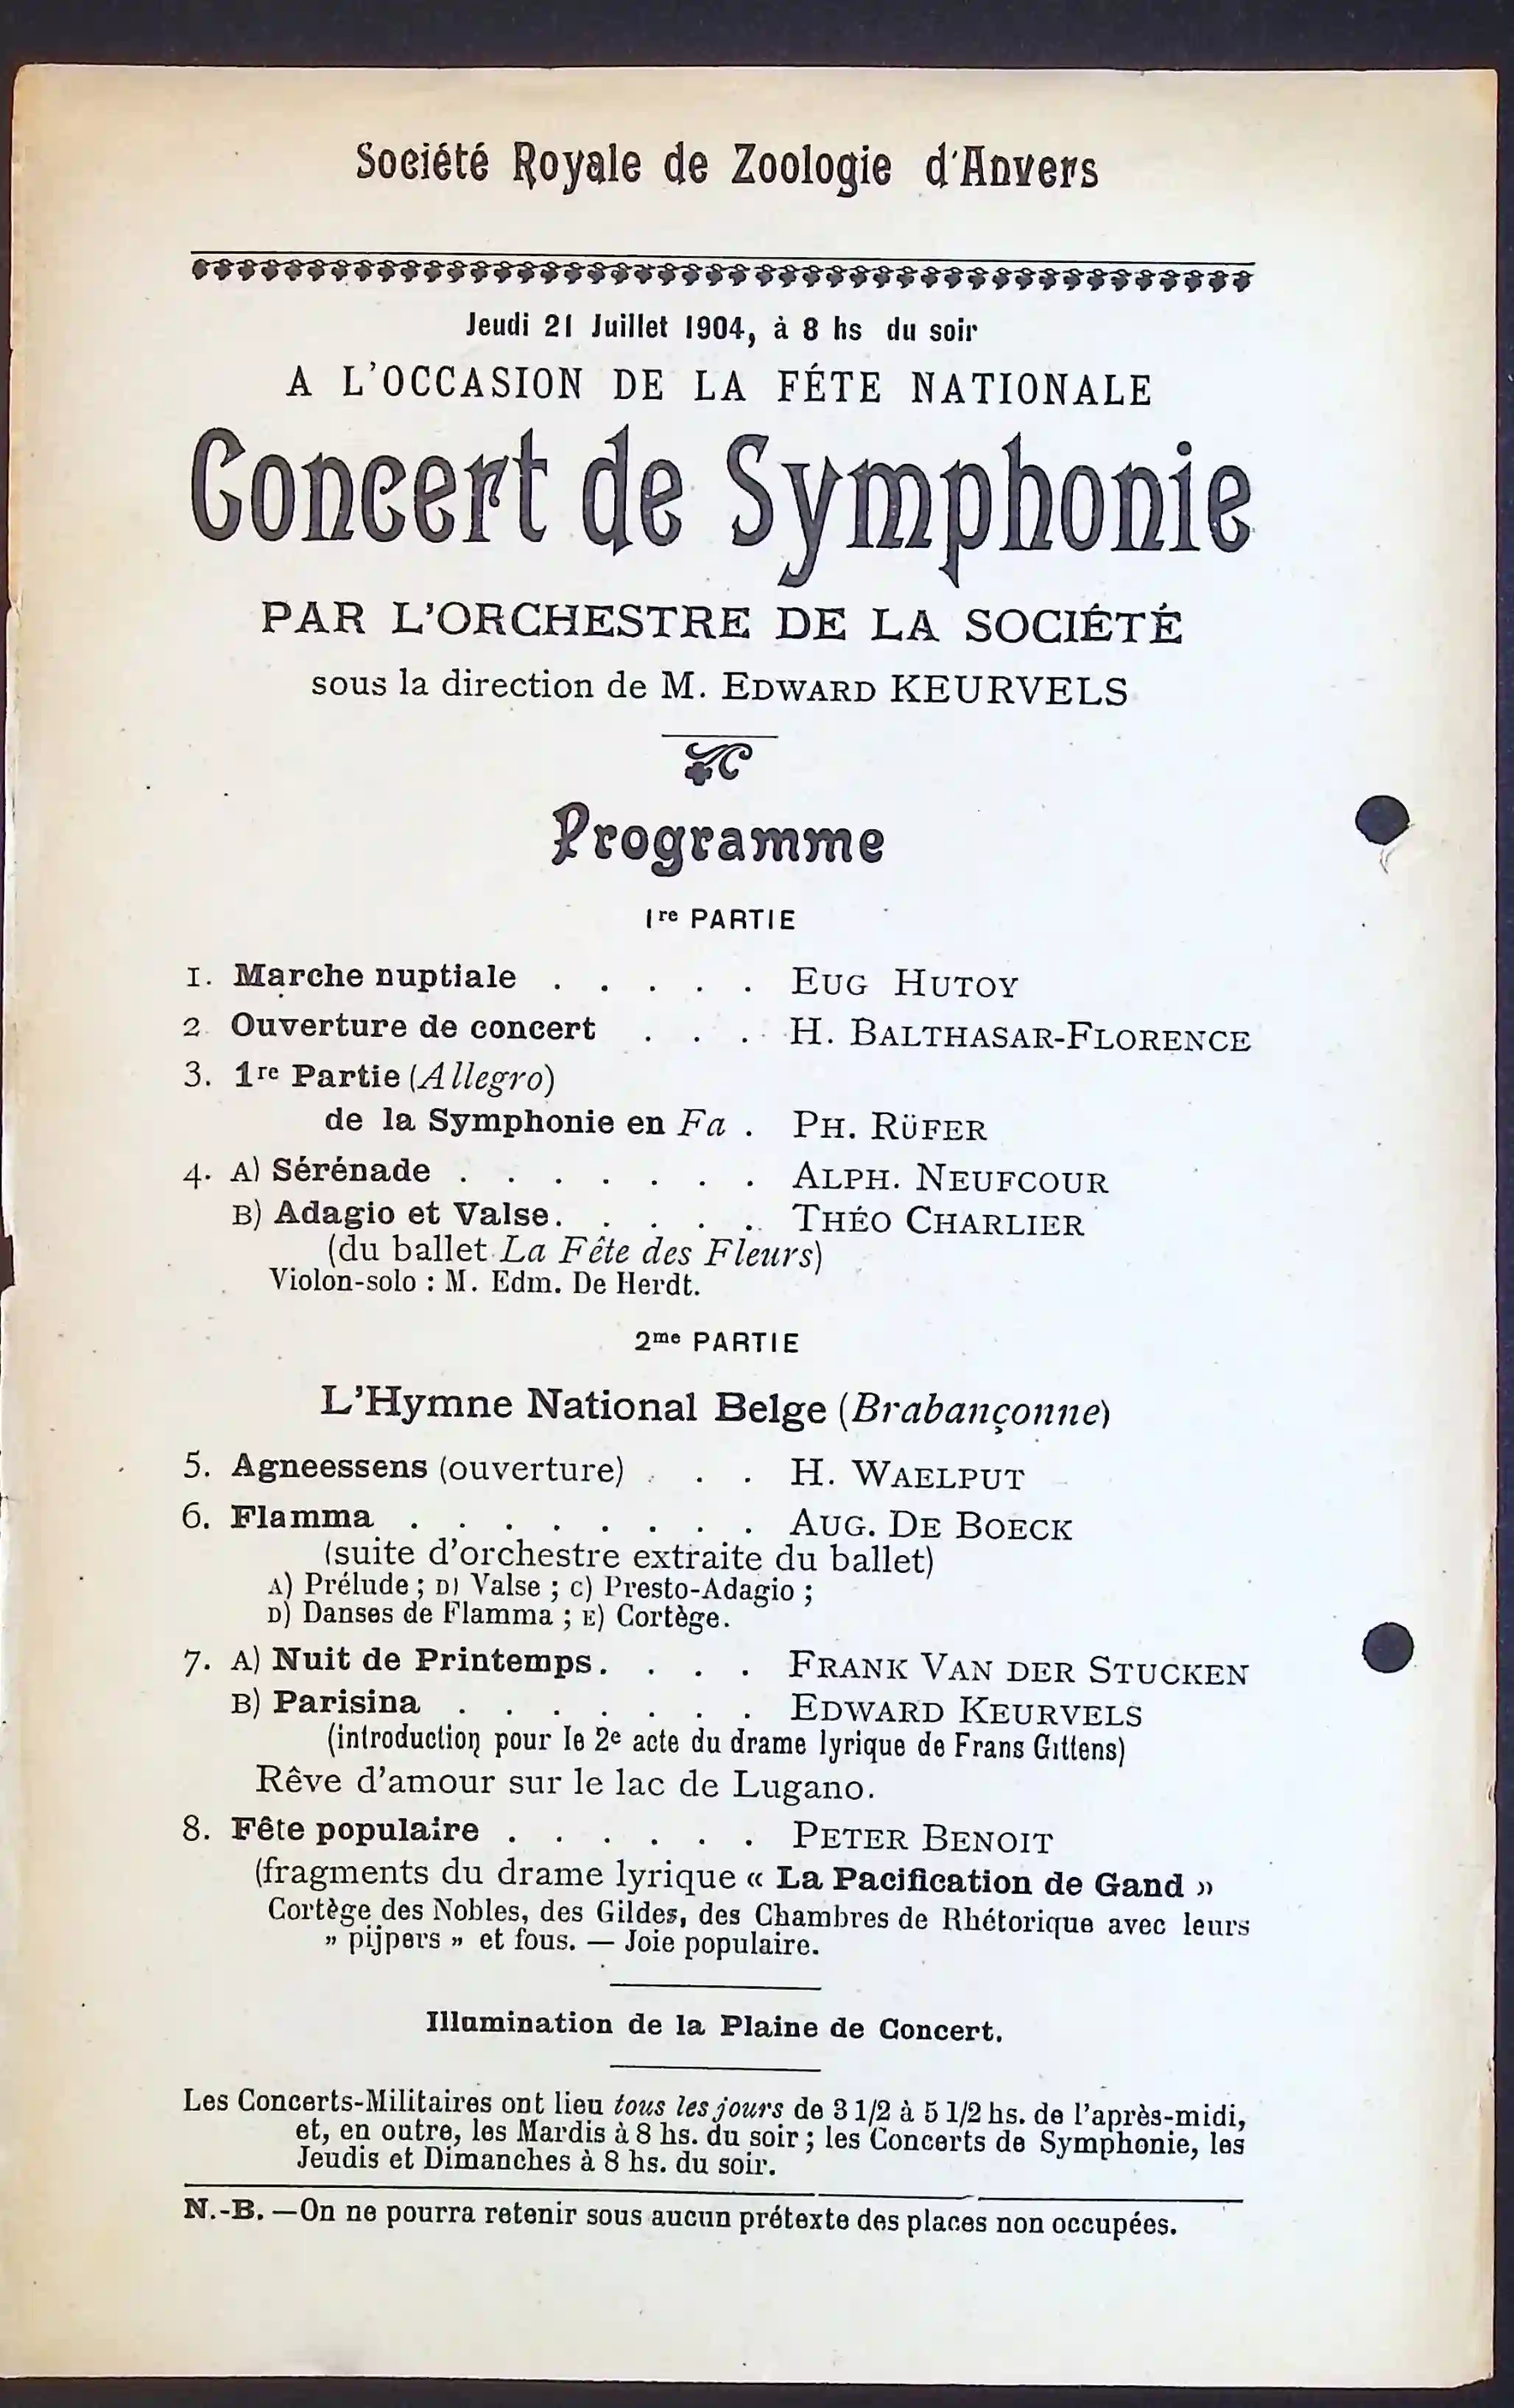 Société Royale de Zoologie d'Anvers
Jeudi 21 Juillet 1904, à 8 hs du soir
A L'OCCASION DE LA FÉTE NATIONALE
Concert de Symphonie
PAR L'ORCHESTRE DE LA SOCIÉTÉ
sous la direction de M. EDWARD KEURVELS
Programme
1re PARTIE
1. Marche nuptiale . . . . . EUG HUTOY
2 Ouverture de concert . . . H. BALTHASAR-FLORENCE
3. 1re Partie (Allegro)
de la Symphonie en Fa . PH. RÜFER
4. A) Sérénade . . . . . . . ALPH. NEUFCOUR
B) Adagio et Valse. . . . . THÉO CHARLIER
(du ballet La Fête des Fleurs)
Violon-solo : M. Edm. De Herdt.
2me PARTIE
L'Hymne National Belge (Brabançonne)
5. Agneessens (ouverture) . . . H. WAELPUT
6. Flamma . . . . . . . . AUG. DE BOECK
(suite d'orchestre extraite du ballet)
A) Prélude ; D) Valse ; C) Presto-Adagio ;
D) Danses de Flamma ; E) Cortège.
7. A) Nuit de Printemps. . . . FRANK VAN DER STUCKEN
B) Parisina . . . . . . . EDWARD KEURVELS
(introduction pour le 2e acte du drame lyrique de Frans Gittens)
Rêve d'amour sur le lac de Lugano.
8. Fête populaire . . . . . . PETER BENOIT
(fragments du drame lyrique « La Pacification de Gand »
Cortège des Nobles, des Gildes, des Chambres de Rhétorique avec leurs
» pijpers » et fous. — Joie populaire.
Illumination de la Plaine de Concert.
Les Concerts-Militaires ont lieu tous les jours de 3 1/2 à 5 1/2 hs. de l'après-midi,
et, en outre, les Mardis à 8 hs. du soir ; les Concerts de Symphonie, les
Jeudis et Dimanches à 8 hs. du soir.
N.-B. —On ne pourra retenir sous aucun prétexte des places non occupées.